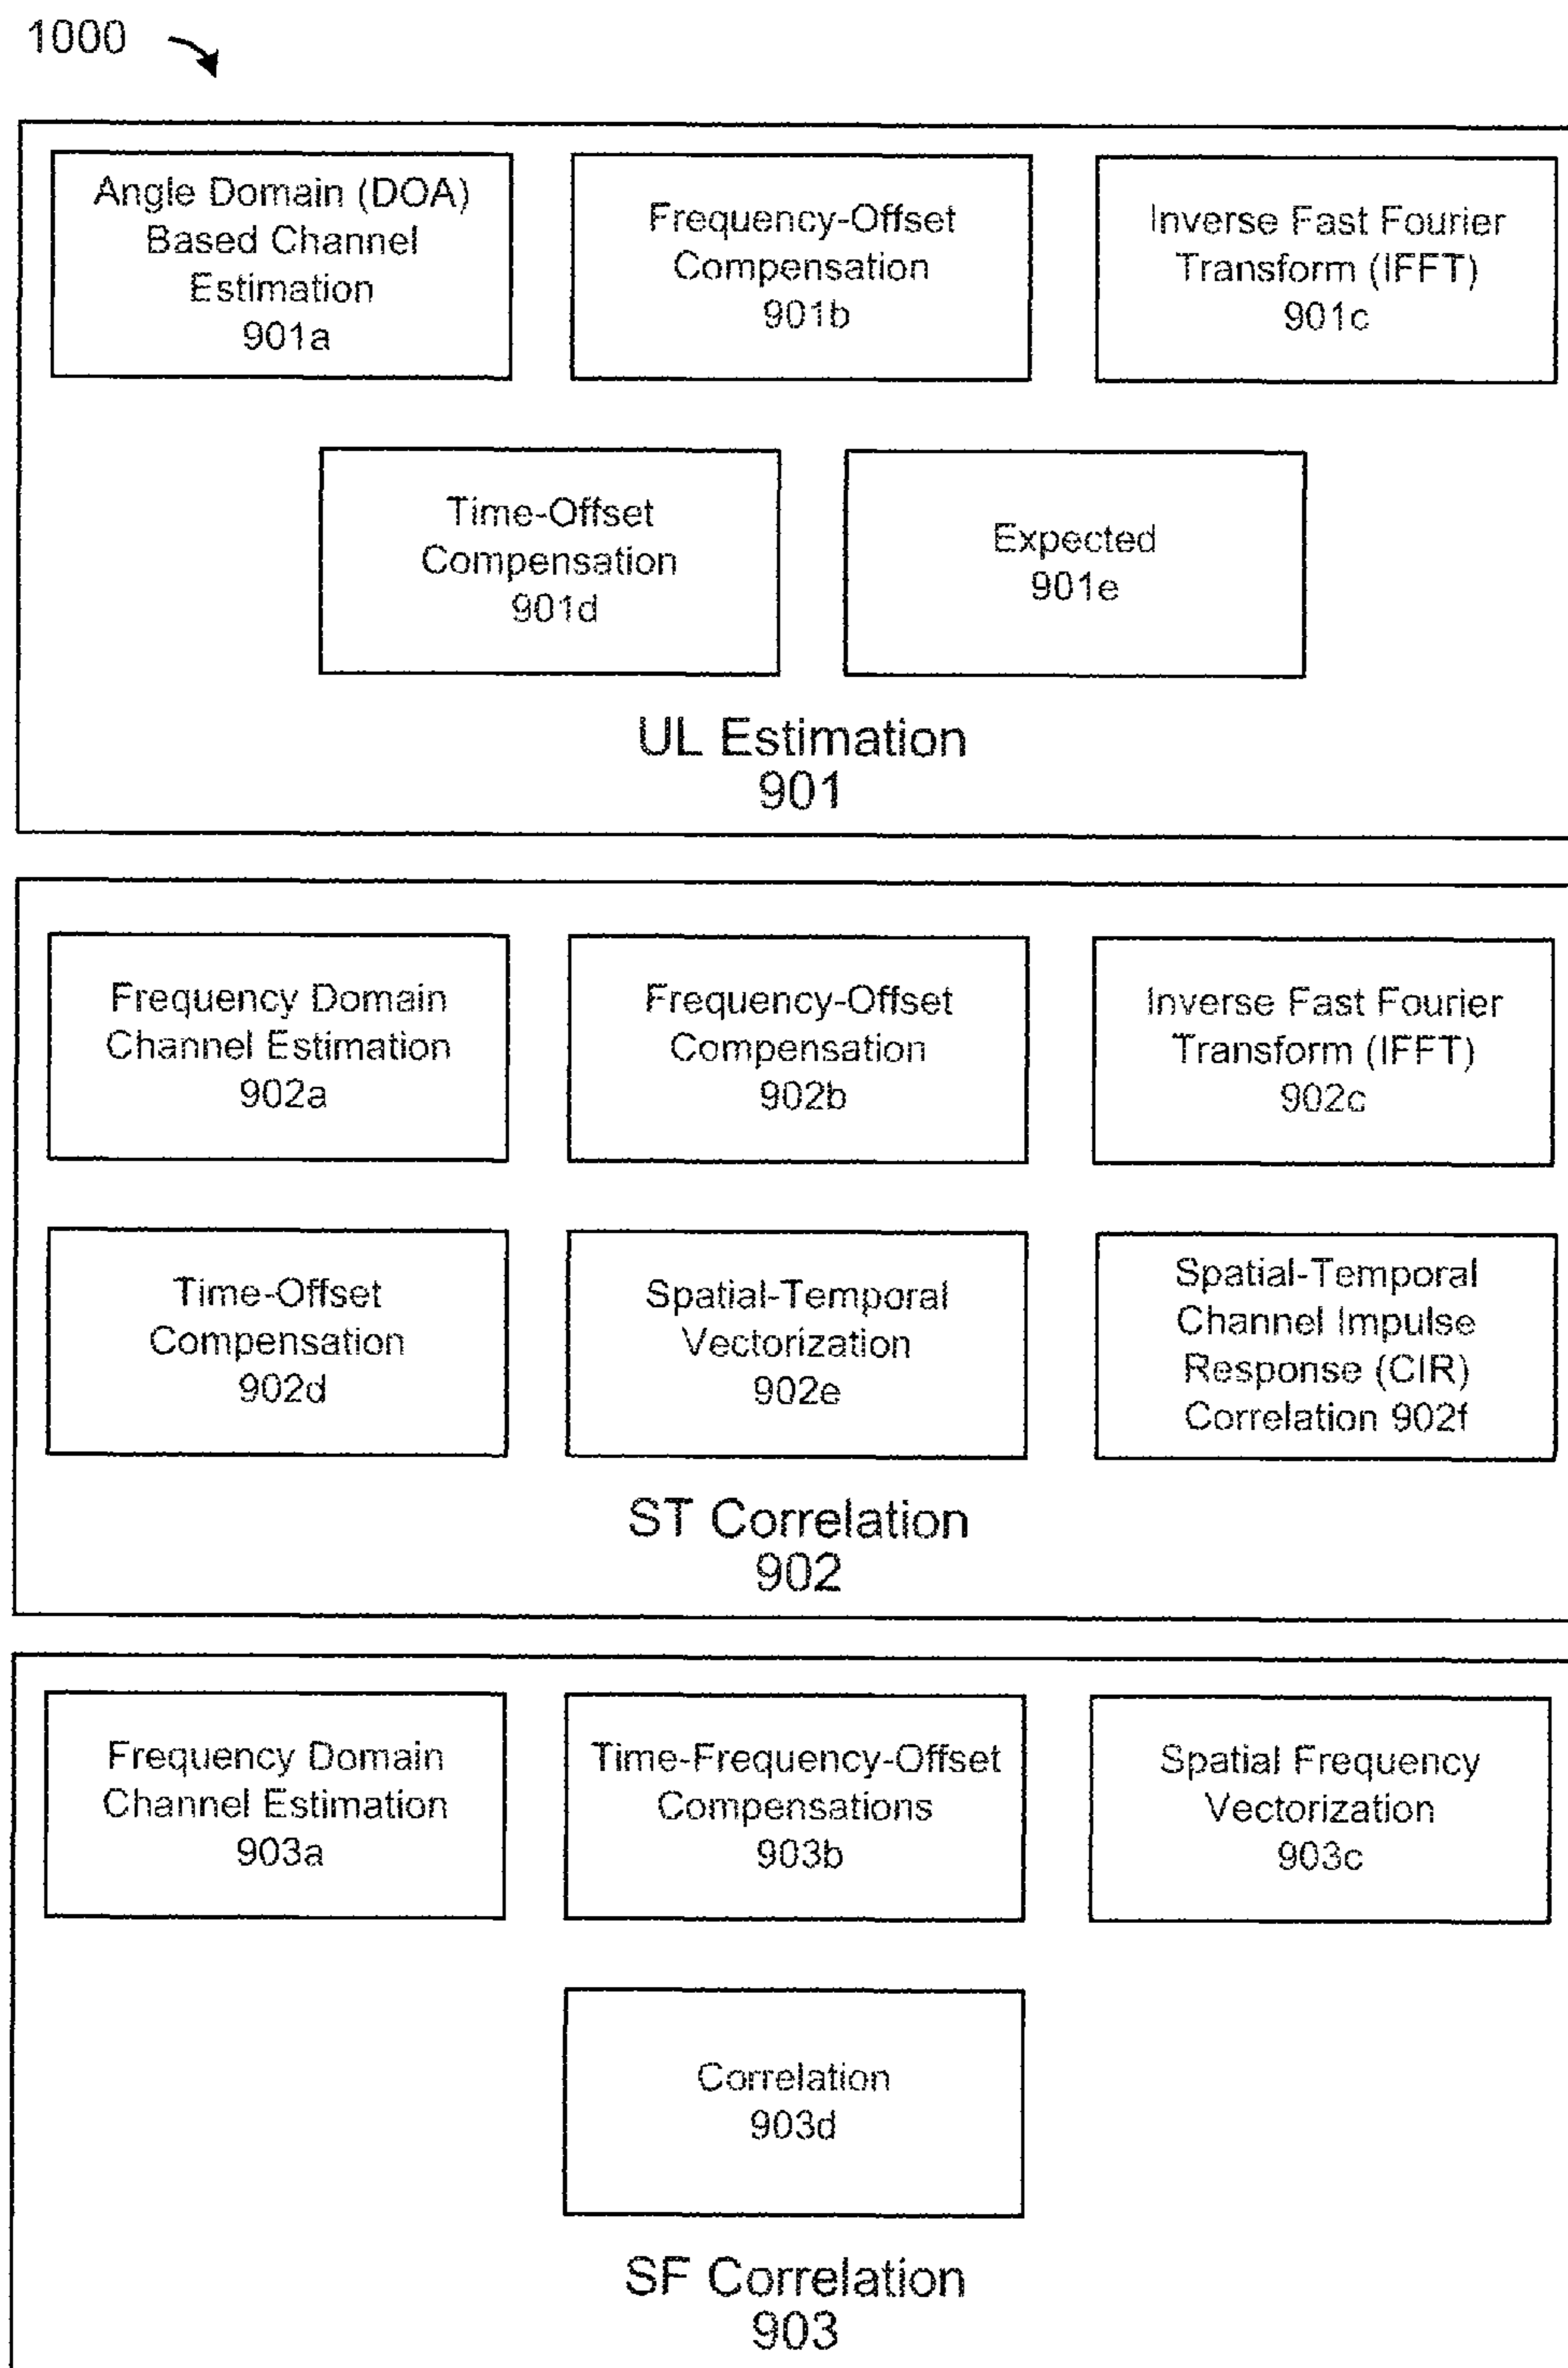 1000
Angle Domain (DOA)
Based Channel
Estimation
901a
Frequency-Offset
Compensation
901b
Inverse Fast Fourier
Transform (IFFT)
901c
Time-Offset
Compensation
901d
Expected
901e
UL Estimation
901
Frequency Domain
Channel Estimation
902a
Frequency-Offset
Compensation
902b
Inverse Fast Fourier
Transform (IFFT)
902c
Time-Offset
Compensation
902d
Spatial-Temporal
Vectorization
902e
Spatial-Temporal
Channel Impulse
Response (CIR)
Correlation 902f
ST Correlation
902
Frequency Domain
Channel Estimation
903a
Time-Frequency-Offset
Compensations
903b
Spatial Frequency
Vectorization
903c
Correlation
903d
SF Correlation
903